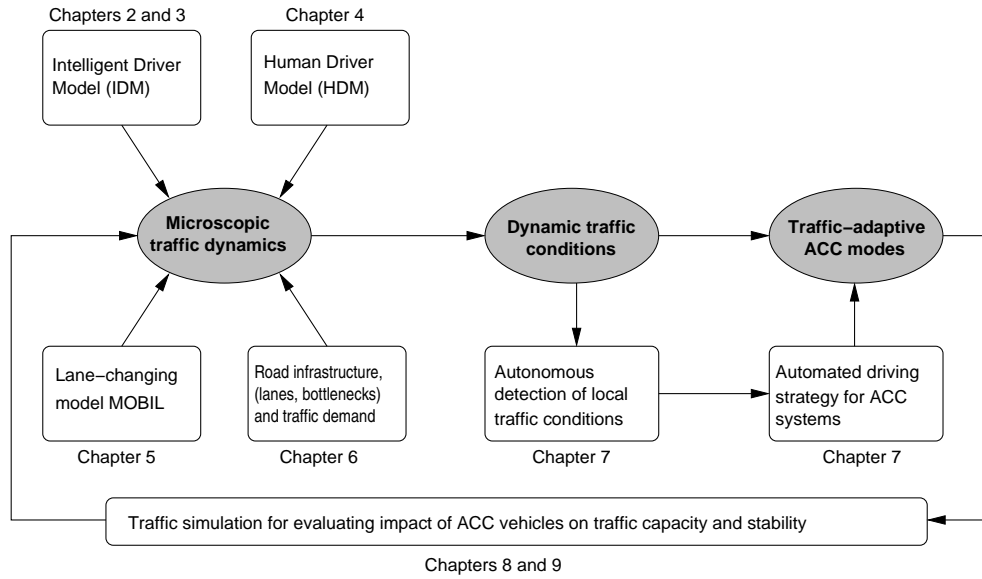 Chapters 2 and 3
Intelligent Driver
Model (IDM)
Chapter 4
Human Driver
Model (HDM)
Microscopic
traffic dynamics
Dynamic traffic
conditions
Traffic−adaptive
ACC modes
Lane−changing
model MOBIL
Chapter 5
Road infrastructure,
(lanes, bottlenecks)
and traffic demand
Chapter 6
Autonomous
detection of local
traffic conditions
Chapter 7
Automated driving
strategy for ACC
systems
Chapter 7
Traffic simulation for evaluating impact of ACC vehicles on traffic capacity and stability
Chapters 8 and 9